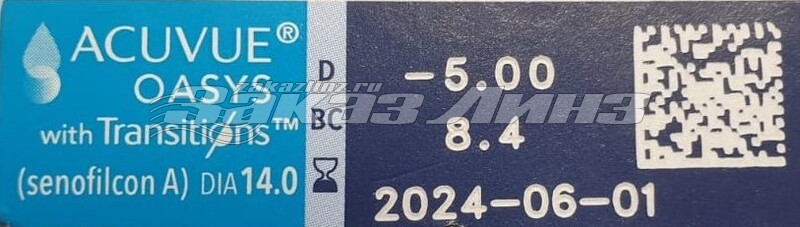 ACUVUE®
OASYS
with Transitions™
(senofilcon A) DIA 14.0
D -5.00
BC 8.4
2024-06-01
zakazlinz.ru
Заказ Линз